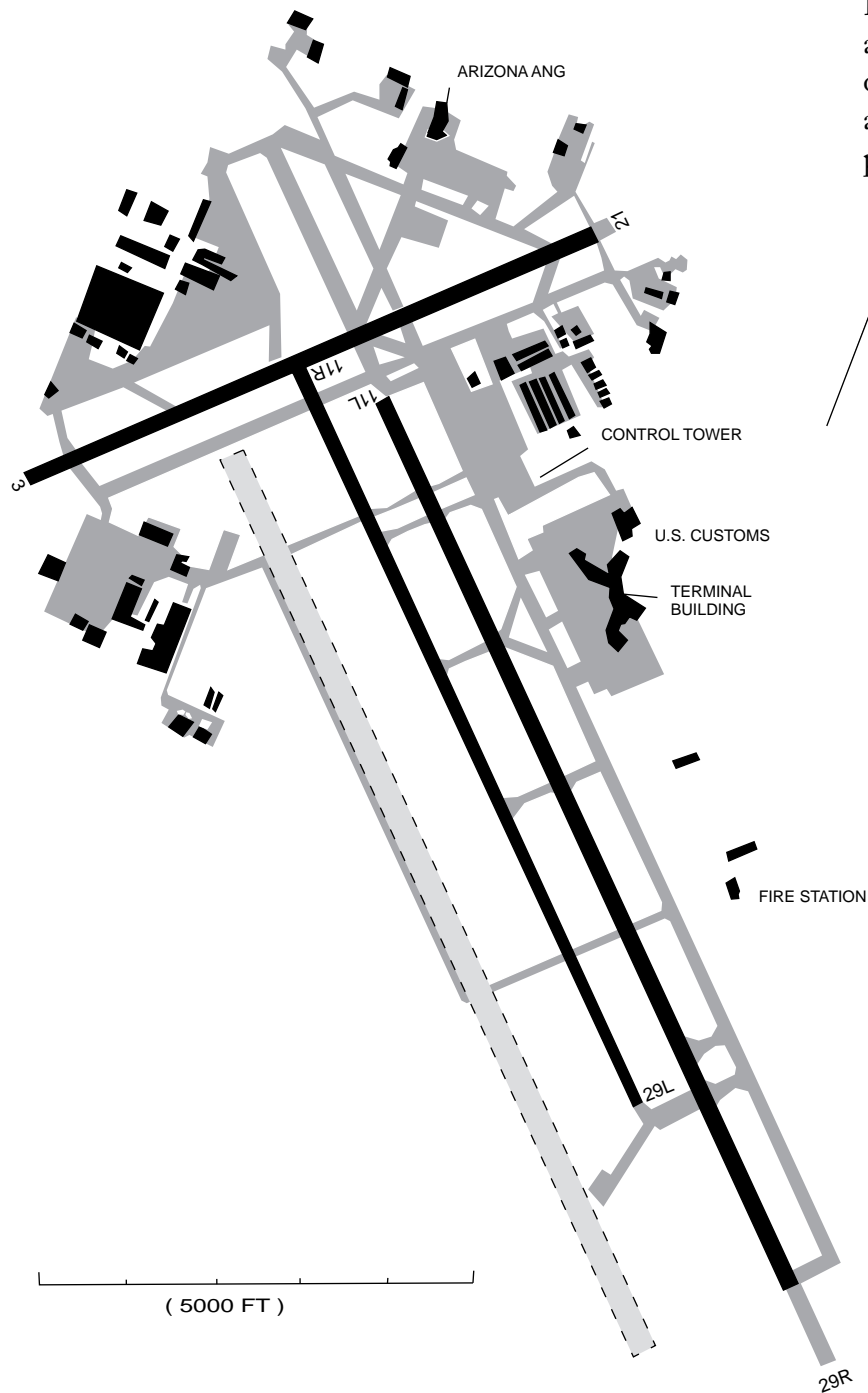 ARIZONA ANG
21
11R
11L
CONTROL TOWER
3
U.S. CUSTOMS
TERMINAL
BUILDING
FIRE STATION
29L
( 5000 FT )
29R